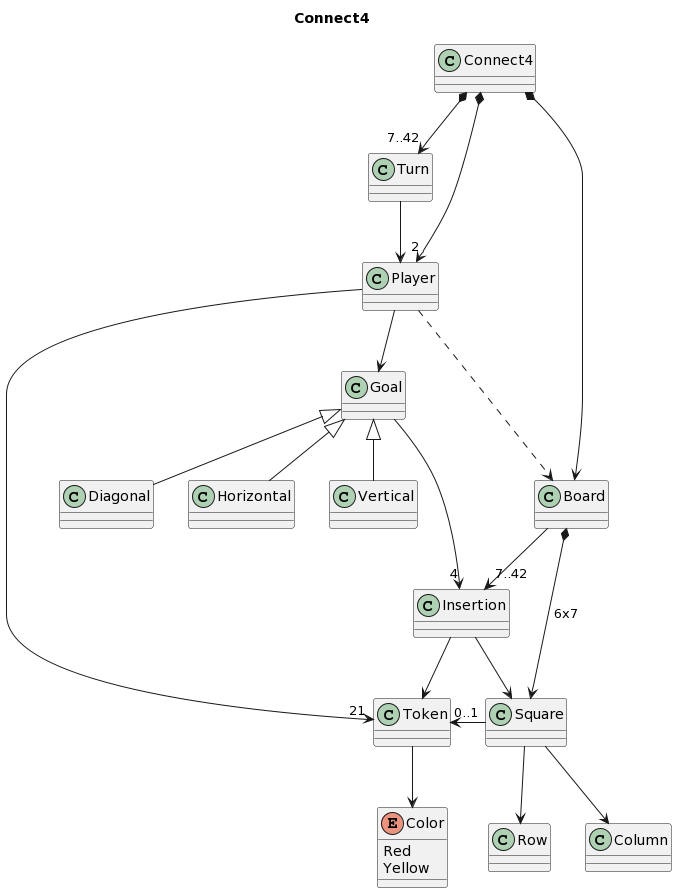 Connect4
C Connect4
7..42
C Turn
2
C Player
C Goal
C Diagonal
C Horizontal
C Vertical
C Board
4
7..42
C Insertion
6x7
21
C Token
0..1
C Square
E Color
Red
Yellow
C Row
C Column